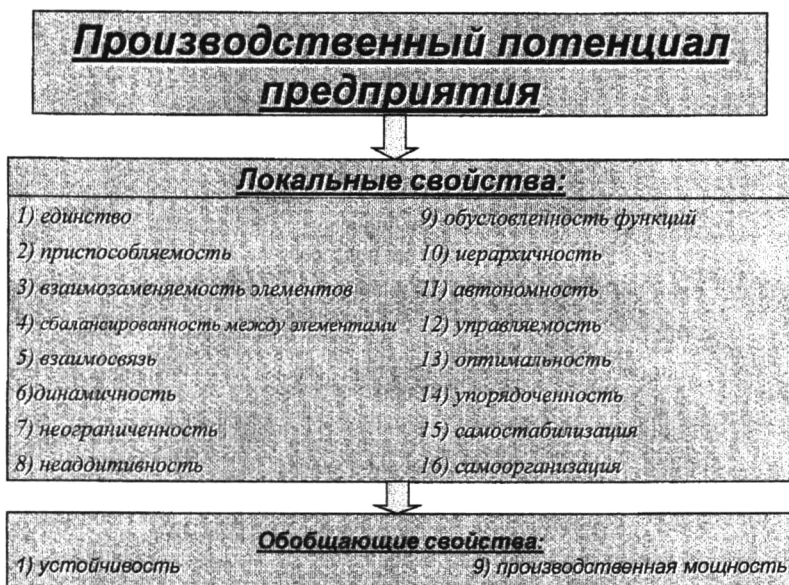 Производственный потенциал
предприятия
Локальные свойства:
1) единство
2) приспособляемость
3) взаимозаменяемость элементов
4) сбалансированность между элементами
5) взаимосвязь
6)динамичность
7) неограниченность
8) неаддитивность
9) обусловленность функций
10) иерархичность
11) автономность
12) управляемость
13) оптимальность
14) упорядоченность
15) самостабилизация
16) самоорганизация
Обобщающие свойства:
1) устойчивость
9) производственная мощность